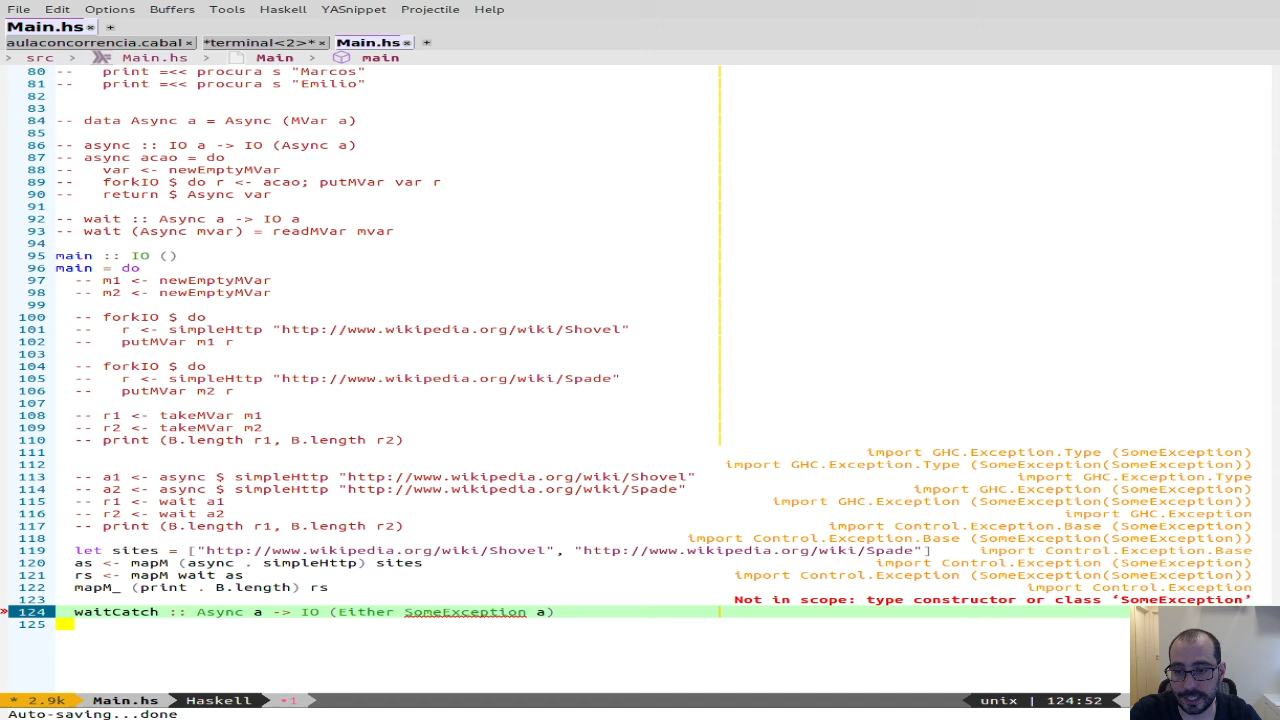 File Edit Options Buffers Tools Haskell YASnippet Projectile Help
Main.hs × +
aulaconcorrencia.cabal × *terminal<2>* × Main.hs × +
> src > Main.hs > Main > main
80 -- print =<< procura s "Marcos"
81 -- print =<< procura s "Emilio"
82
83
84 -- data Async a = Async (MVar a)
85
86 -- async :: IO a -> IO (Async a)
87 -- async acao = do
88 -- var <- newEmptyMVar
89 -- forkIO $ do r <- acao; putMVar var r
90 -- return $ Async var
91
92 -- wait :: Async a -> IO a
93 -- wait (Async mvar) = readMVar mvar
94
95 main :: IO ()
96 main = do
97 -- m1 <- newEmptyMVar
98 -- m2 <- newEmptyMVar
99
100 -- forkIO $ do
101 -- r <- simpleHttp "http://www.wikipedia.org/wiki/Shovel"
102 -- putMVar m1 r
103
104 -- forkIO $ do
105 -- r <- simpleHttp "http://www.wikipedia.org/wiki/Spade"
106 -- putMVar m2 r
107
108 -- r1 <- takeMVar m1
109 -- r2 <- takeMVar m2
110 -- print (B.length r1, B.length r2)
111 import GHC.Exception.Type (SomeException)
112 import GHC.Exception.Type (SomeException(SomeException))
113 -- a1 <- async $ simpleHttp "http://www.wikipedia.org/wiki/Shovel" import GHC.Exception.Type
114 -- a2 <- async $ simpleHttp "http://www.wikipedia.org/wiki/Spade" import GHC.Exception (SomeException)
115 -- r1 <- wait a1 import GHC.Exception (SomeException(SomeException))
116 -- r2 <- wait a2 import GHC.Exception
117 -- print (B.length r1, B.length r2) import Control.Exception.Base (SomeException)
118 import Control.Exception.Base (SomeException(SomeException))
119 let sites = ["http://www.wikipedia.org/wiki/Shovel", "http://www.wikipedia.org/wiki/Spade"] import Control.Exception.Base
120 as <- mapM (async . simpleHttp) sites import Control.Exception (SomeException)
121 rs <- mapM wait as import Control.Exception (SomeException(SomeException))
122 mapM_ (print . B.length) rs import Control.Exception
123 Not in scope: type constructor or class ‘SomeException’
» 124 waitCatch :: Async a -> IO (Either SomeException a)
125
* 2.9k Main.hs Haskell •1 unix | 124:52
Auto-saving...done